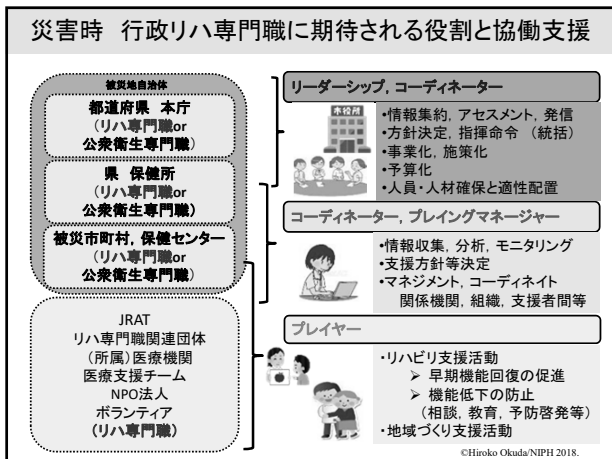 災害時 行政リハ専門職に期待される役割と協働支援
被災地自治体
都道府県 本庁
(リハ専門職or
公衆衛生専門職)
県 保健所
(リハ専門職or
公衆衛生専門職)
被災市町村, 保健センター
(リハ専門職or
公衆衛生専門職)
JRAT
リハ専門職関連団体
(所属)医療機関
医療支援チーム
NPO法人
ボランティア
(リハ専門職)
リーダーシップ, コーディネーター
市役所
•情報集約, アセスメント, 発信
•方針決定, 指揮命令 (統括)
•事業化, 施策化
•予算化
•人員・人材確保と適性配置
コーディネーター, プレイングマネージャー
•情報収集, 分析, モニタリング
•支援方針等決定
•マネジメント, コーディネイト
関係機関, 組織, 支援者間等
プレイヤー
•リハビリ支援活動
➢ 早期機能回復の促進
➢ 機能低下の防止
(相談, 教育, 予防啓発等)
•地域づくり支援活動
©Hiroko Okuda/NIPH 2018.